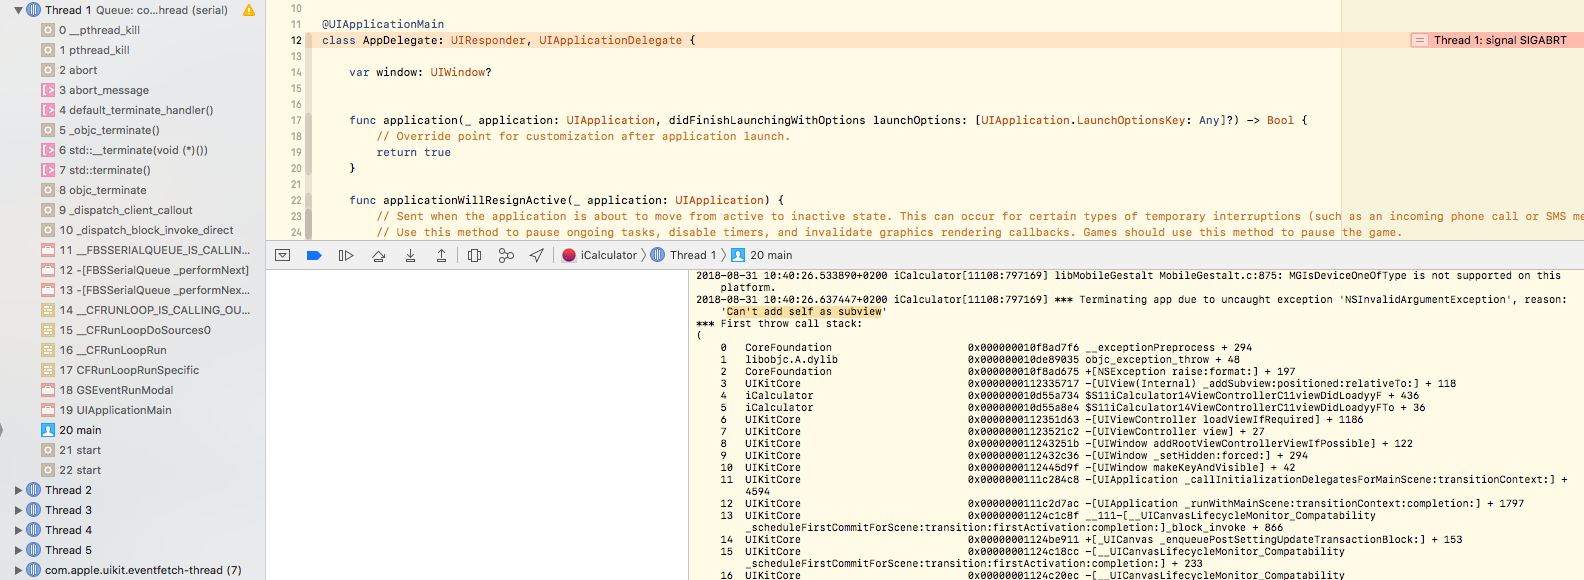 Thread 1 Queue: co...hread (serial)
0 __pthread_kill
1 pthread_kill
2 abort
3 abort_message
4 default_terminate_handler()
5 _objc_terminate()
6 std::__terminate(void (*)())
7 std::terminate()
8 objc_terminate
9 _dispatch_client_callout
10 _dispatch_block_invoke_direct
11 __FBSSERIALQUEUE_IS_CALLIN...
12 -[FBSSerialQueue _performNext]
13 -[FBSSerialQueue _performNex...
14 __CFRUNLOOP_IS_CALLING_OU...
15 __CFRunLoopDoSources0
16 __CFRunLoopRun
17 CFRunLoopRunSpecific
18 GSEventRunModal
19 UIApplicationMain
20 main
21 start
22 start
Thread 2
Thread 3
Thread 4
Thread 5
com.apple.uikit.eventfetch-thread (7)
10
11 @UIApplicationMain
12 class AppDelegate: UIResponder, UIApplicationDelegate {
Thread 1: signal SIGABRT
13
14 var window: UIWindow?
15
16
17 func application(_ application: UIApplication, didFinishLaunchingWithOptions launchOptions: [UIApplication.LaunchOptionsKey: Any]?) -> Bool {
18 // Override point for customization after application launch.
19 return true
20 }
21
22 func applicationWillResignActive(_ application: UIApplication) {
23 // Sent when the application is about to move from active to inactive state. This can occur for certain types of temporary interruptions (such as an incoming phone call or SMS me
24 // Use this method to pause ongoing tasks, disable timers, and invalidate graphics rendering callbacks. Games should use this method to pause the game.
iCalculator Thread 1 20 main
2018-08-31 10:40:26.533890+0200 iCalculator[11108:797169] libMobileGestalt MobileGestalt.c:875: MGIsDeviceOneOfType is not supported on this
platform.
2018-08-31 10:40:26.637447+0200 iCalculator[11108:797169] *** Terminating app due to uncaught exception 'NSInvalidArgumentException', reason:
'Can't add self as subview'
*** First throw call stack:
(
0 CoreFoundation 0x000000010f8ad7f6 __exceptionPreprocess + 294
1 libobjc.A.dylib 0x000000010de89035 objc_exception_throw + 48
2 CoreFoundation 0x000000010f8ad675 +[NSException raise:format:] + 197
3 UIKitCore 0x0000000112335717 -[UIView(Internal) _addSubview:positioned:relativeTo:] + 118
4 iCalculator 0x000000010d55a734 $S11iCalculator14ViewControllerC11viewDidLoadyyF + 436
5 iCalculator 0x000000010d55a8e4 $S11iCalculator14ViewControllerC11viewDidLoadyyFTo + 36
6 UIKitCore 0x0000000112351d63 -[UIViewController loadViewIfRequired] + 1186
7 UIKitCore 0x00000001123521c2 -[UIViewController view] + 27
8 UIKitCore 0x000000011243251b -[UIWindow addRootViewControllerViewIfPossible] + 122
9 UIKitCore 0x0000000112432c36 -[UIWindow _setHidden:forced:] + 294
10 UIKitCore 0x0000000112445d9f -[UIWindow makeKeyAndVisible] + 42
11 UIKitCore 0x0000000111c284c8 -[UIApplication _callInitializationDelegatesForMainScene:transitionContext:] +
4594
12 UIKitCore 0x0000000111c2d7ac -[UIApplication _runWithMainScene:transitionContext:completion:] + 1797
13 UIKitCore 0x00000001124c1c8f __111-[__UICanvasLifecycleMonitor_Compatability
_scheduleFirstCommitForScene:transition:firstActivation:completion:]_block_invoke + 866
14 UIKitCore 0x00000001124be911 +[_UICanvas _enqueuePostSettingUpdateTransactionBlock:] + 153
15 UIKitCore 0x00000001124c18cc -[__UICanvasLifecycleMonitor_Compatability
_scheduleFirstCommitForScene:transition:firstActivation:completion:] + 233
16 UIKitCore 0x00000001124c20ec -[__UICanvasLifecycleMonitor_Compatability